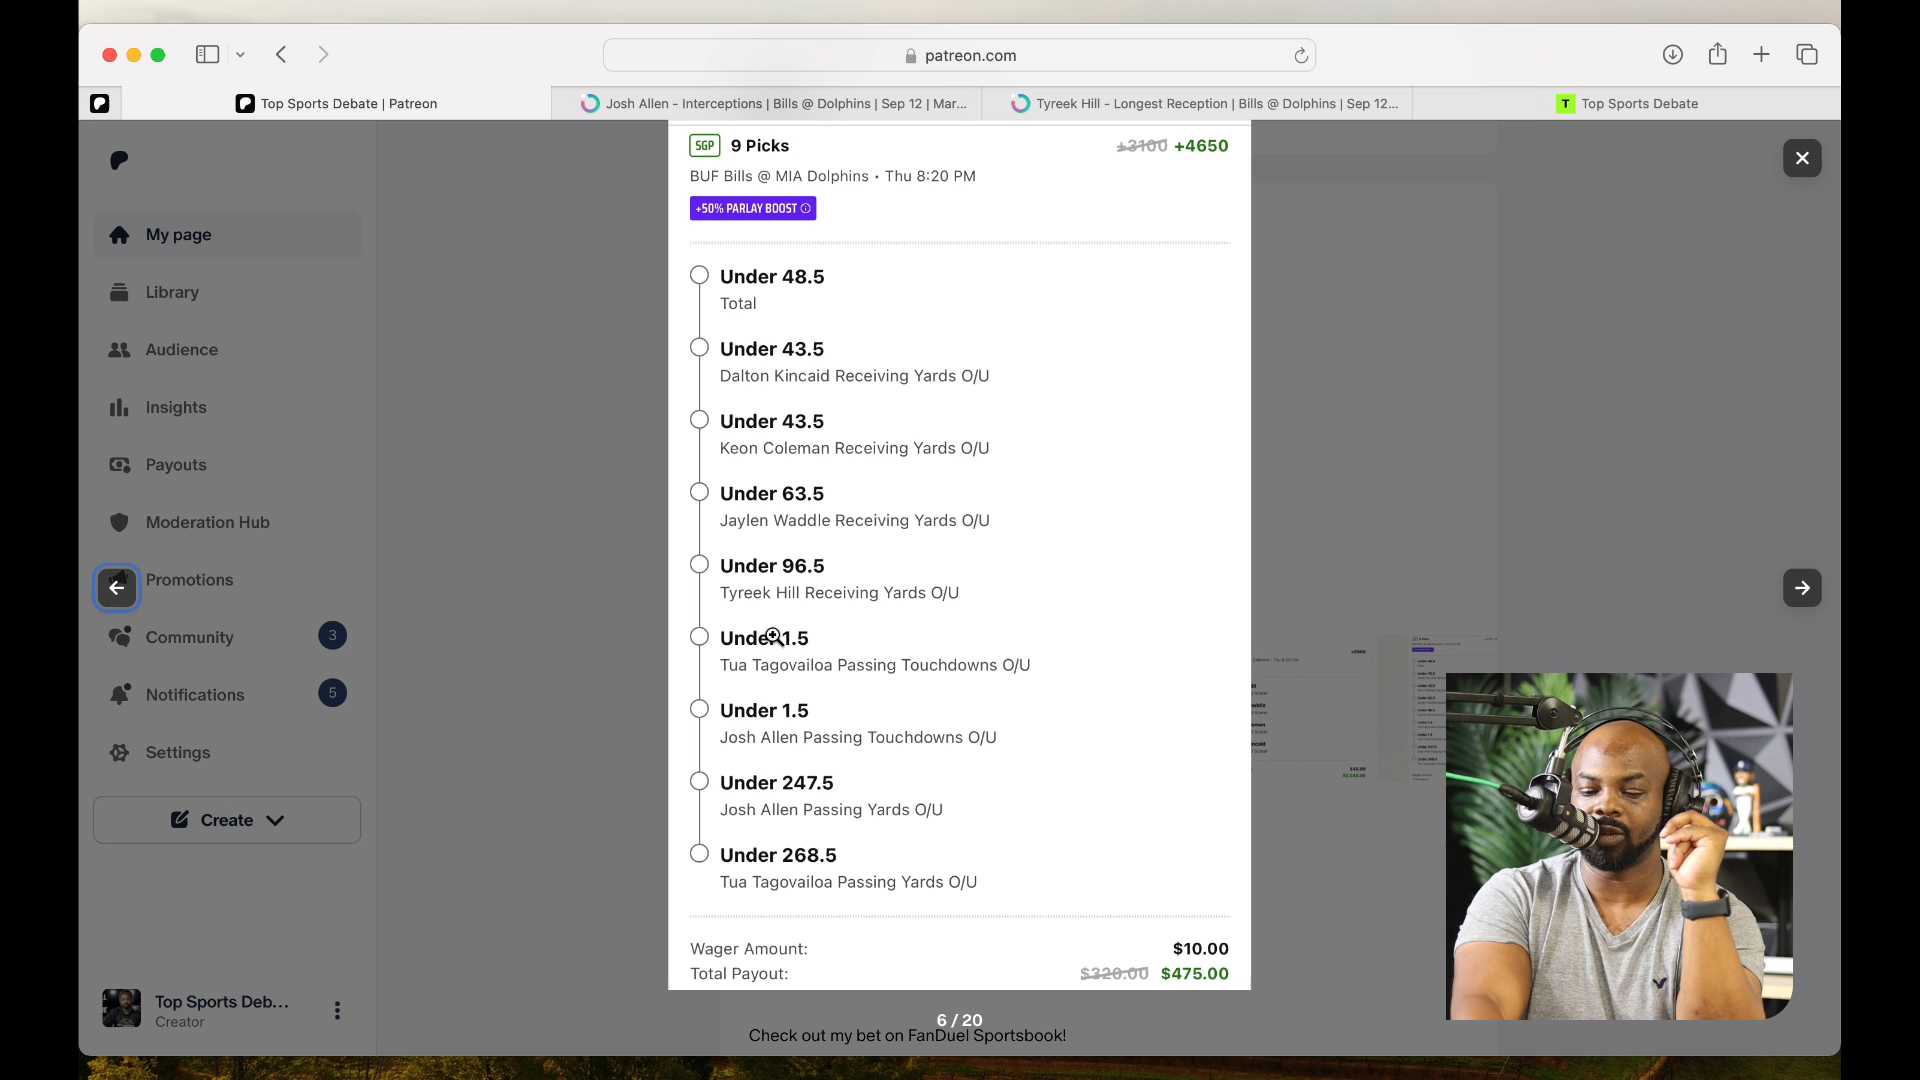 patreon.com
Top Sports Debate | Patreon
Josh Allen - Interceptions | Bills @ Dolphins | Sep 12 | Mar...
Tyreek Hill - Longest Reception | Bills @ Dolphins | Sep 12...
T Top Sports Debate
My page
Library
Audience
Insights
Payouts
Moderation Hub
Promotions
Community 3
Notifications 5
Settings
Create
Top Sports Deb...
Creator
SGP 9 Picks +3100 +4650
BUF Bills @ MIA Dolphins • Thu 8:20 PM
+50% PARLAY BOOST
Under 48.5
Total
Under 43.5
Dalton Kincaid Receiving Yards O/U
Under 43.5
Keon Coleman Receiving Yards O/U
Under 63.5
Jaylen Waddle Receiving Yards O/U
Under 96.5
Tyreek Hill Receiving Yards O/U
Under 1.5
Tua Tagovailoa Passing Touchdowns O/U
Under 1.5
Josh Allen Passing Touchdowns O/U
Under 247.5
Josh Allen Passing Yards O/U
Under 268.5
Tua Tagovailoa Passing Yards O/U
Wager Amount: $10.00
Total Payout: $320.00 $475.00
6 / 20
Check out my bet on FanDuel Sportsbook!